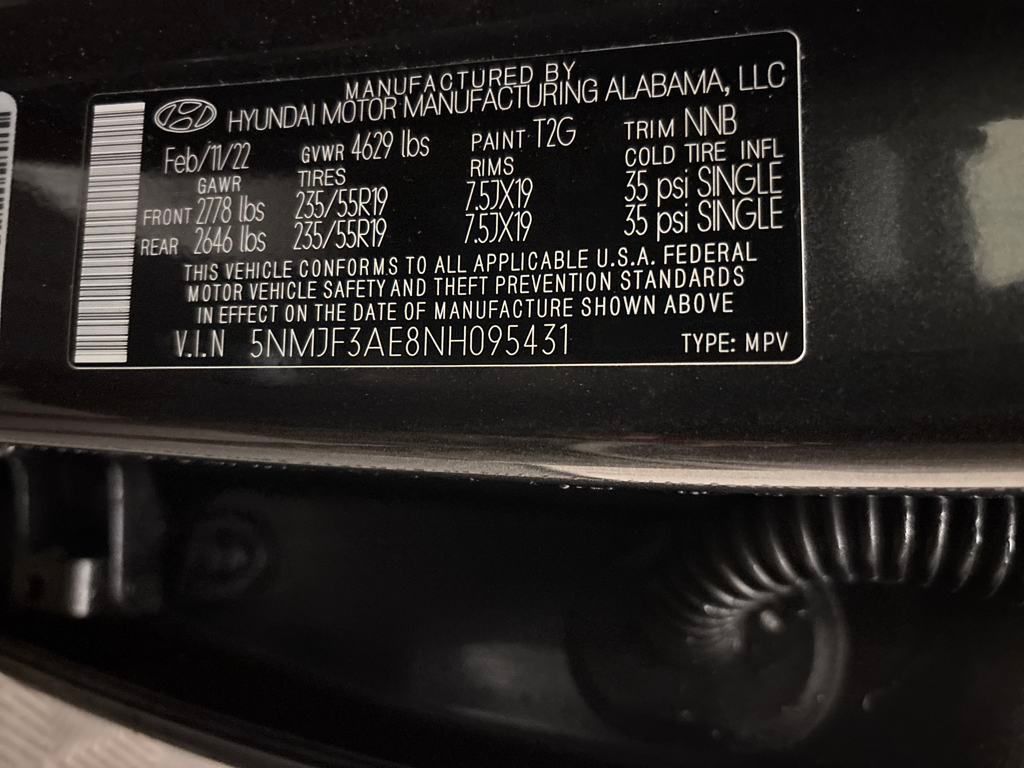 MANUFACTURED BY
HYUNDAI MOTOR MANUFACTURING ALABAMA, LLC
Feb/11/22 GVWR 4629 lbs PAINT T2G TRIM NNB
GAWR TIRES RIMS COLD TIRE INFL
FRONT 2778 lbs 235/55R19 7.5JX19 35 psi SINGLE
REAR 2646 lbs 235/55R19 7.5JX19 35 psi SINGLE
THIS VEHICLE CONFORMS TO ALL APPLICABLE U.S.A. FEDERAL
MOTOR VEHICLE SAFETY AND THEFT PREVENTION STANDARDS
IN EFFECT ON THE DATE OF MANUFACTURE SHOWN ABOVE
V.I.N 5NMJF3AE8NH095431 TYPE: MPV